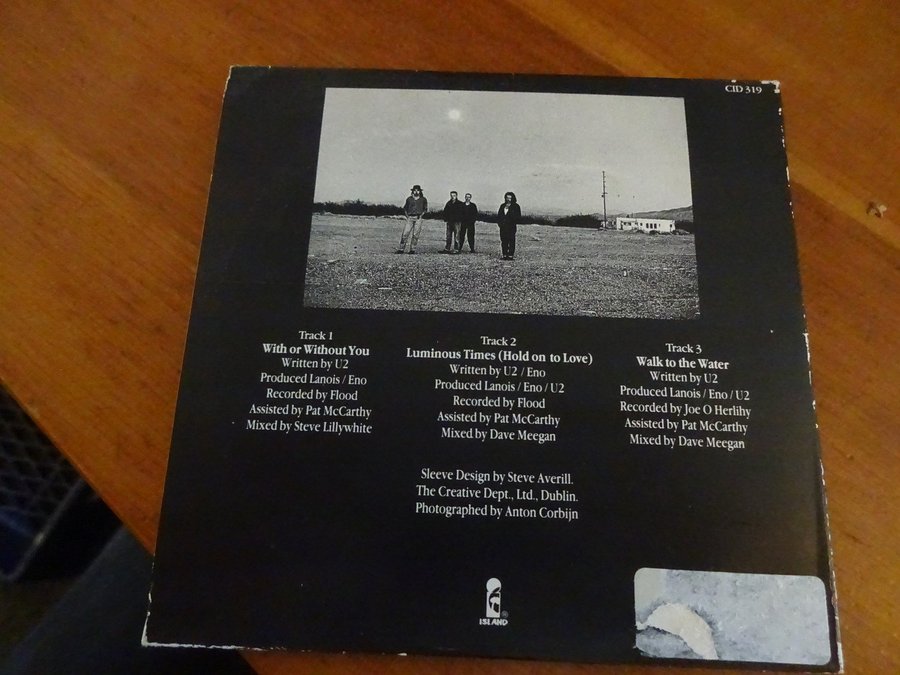 CID 319
Track 1
With or Without You
Written by U2
Produced Lanois / Eno
Recorded by Flood
Assisted by Pat McCarthy
Mixed by Steve Lillywhite
Track 2
Luminous Times (Hold on to Love)
Written by U2 / Eno
Produced Lanois / Eno / U2
Recorded by Flood
Assisted by Pat McCarthy
Mixed by Dave Meegan
Track 3
Walk to the Water
Written by U2
Produced Lanois / Eno / U2
Recorded by Joe O Herlihy
Assisted by Pat McCarthy
Mixed by Dave Meegan
Sleeve Design by Steve Averill.
The Creative Dept., Ltd., Dublin.
Photographed by Anton Corbijn
ISLAND ®